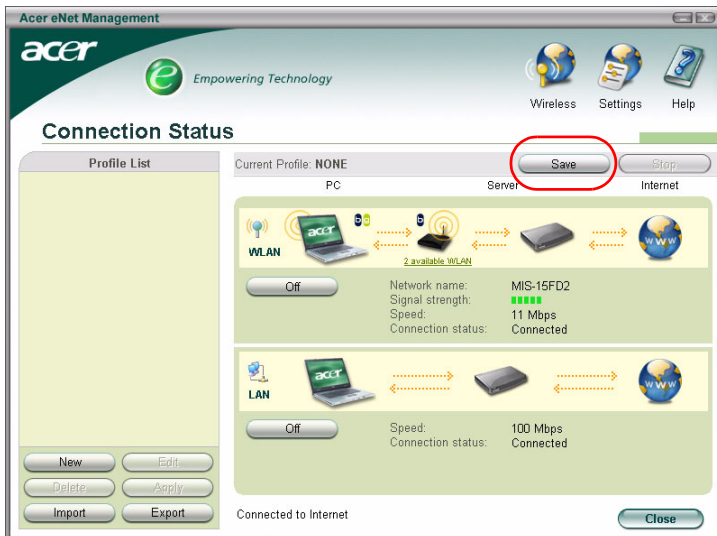 Acer eNet Management
acer
e
Empowering Technology
Wireless
Settings
Help
Connection Status
Profile List
Current Profile: NONE
Save
Stop
PC
Server
Internet
WLAN
acer
b g
b
www
2 available WLAN
Off
Network name: MIS-15FD2
Signal strength:
Speed: 11 Mbps
Connection status: Connected
LAN
acer
www
Off
Speed: 100 Mbps
Connection status: Connected
New
Edit
Delete
Apply
Import
Export
Connected to Internet
Close